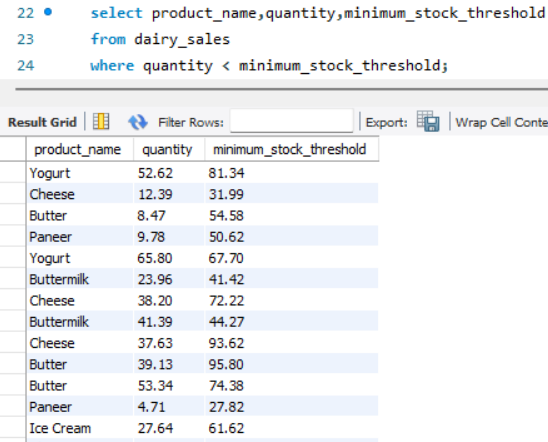 22 select product_name,quantity,minimum_stock_threshold
23 from dairy_sales
24 where quantity < minimum_stock_threshold;
Result Grid Filter Rows: Export: Wrap Cell Conte
product_name quantity minimum_stock_threshold
Yogurt 52.62 81.34
Cheese 12.39 31.99
Butter 8.47 54.58
Paneer 9.78 50.62
Yogurt 65.80 67.70
Buttermilk 23.96 41.42
Cheese 38.20 72.22
Buttermilk 41.39 44.27
Cheese 37.63 93.62
Butter 39.13 95.80
Butter 53.34 74.38
Paneer 4.71 27.82
Ice Cream 27.64 61.62